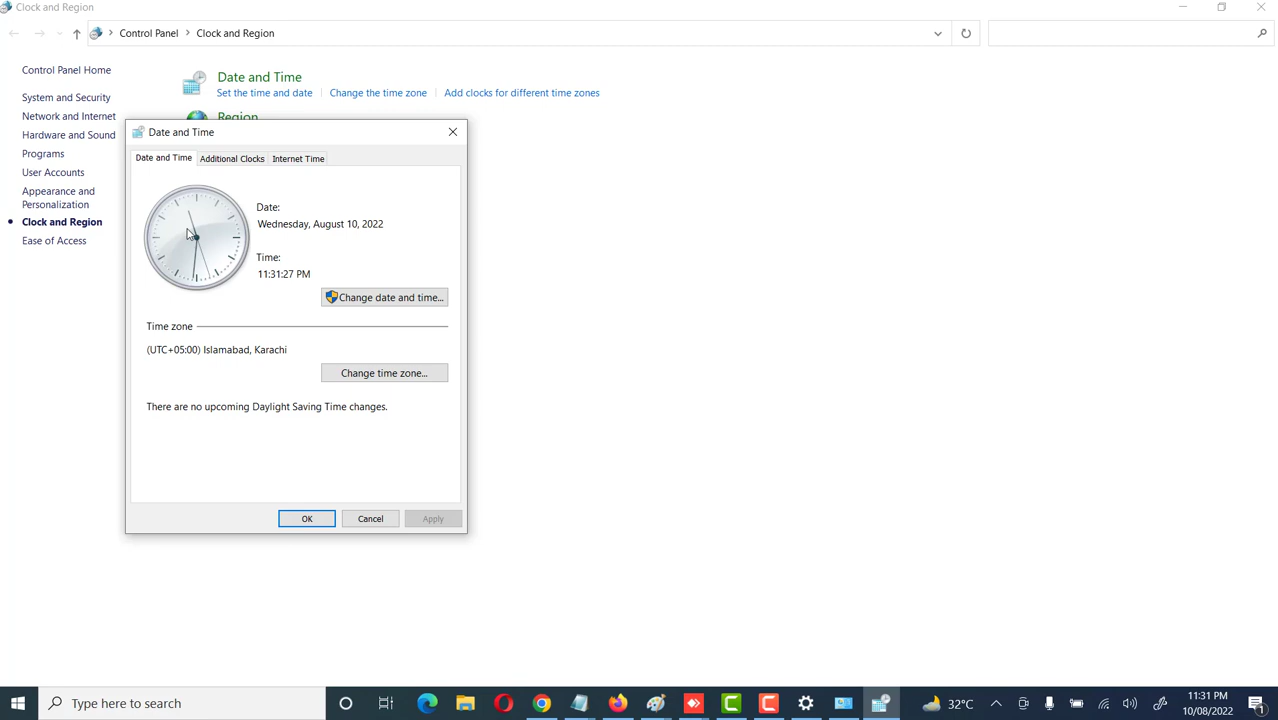 Clock and Region
Control Panel > Clock and Region
Control Panel Home
System and Security
Network and Internet
Hardware and Sound
Programs
User Accounts
Appearance and
Personalization
Clock and Region
Ease of Access
Date and Time
Set the time and date | Change the time zone | Add clocks for different time zones
Region
Date and Time
Date and Time Additional Clocks Internet Time
Date:
Wednesday, August 10, 2022
Time:
11:31:27 PM
Change date and time...
Time zone
(UTC+05:00) Islamabad, Karachi
Change time zone...
There are no upcoming Daylight Saving Time changes.
OK Cancel Apply
Type here to search
32°C
11:31 PM
10/08/2022
1